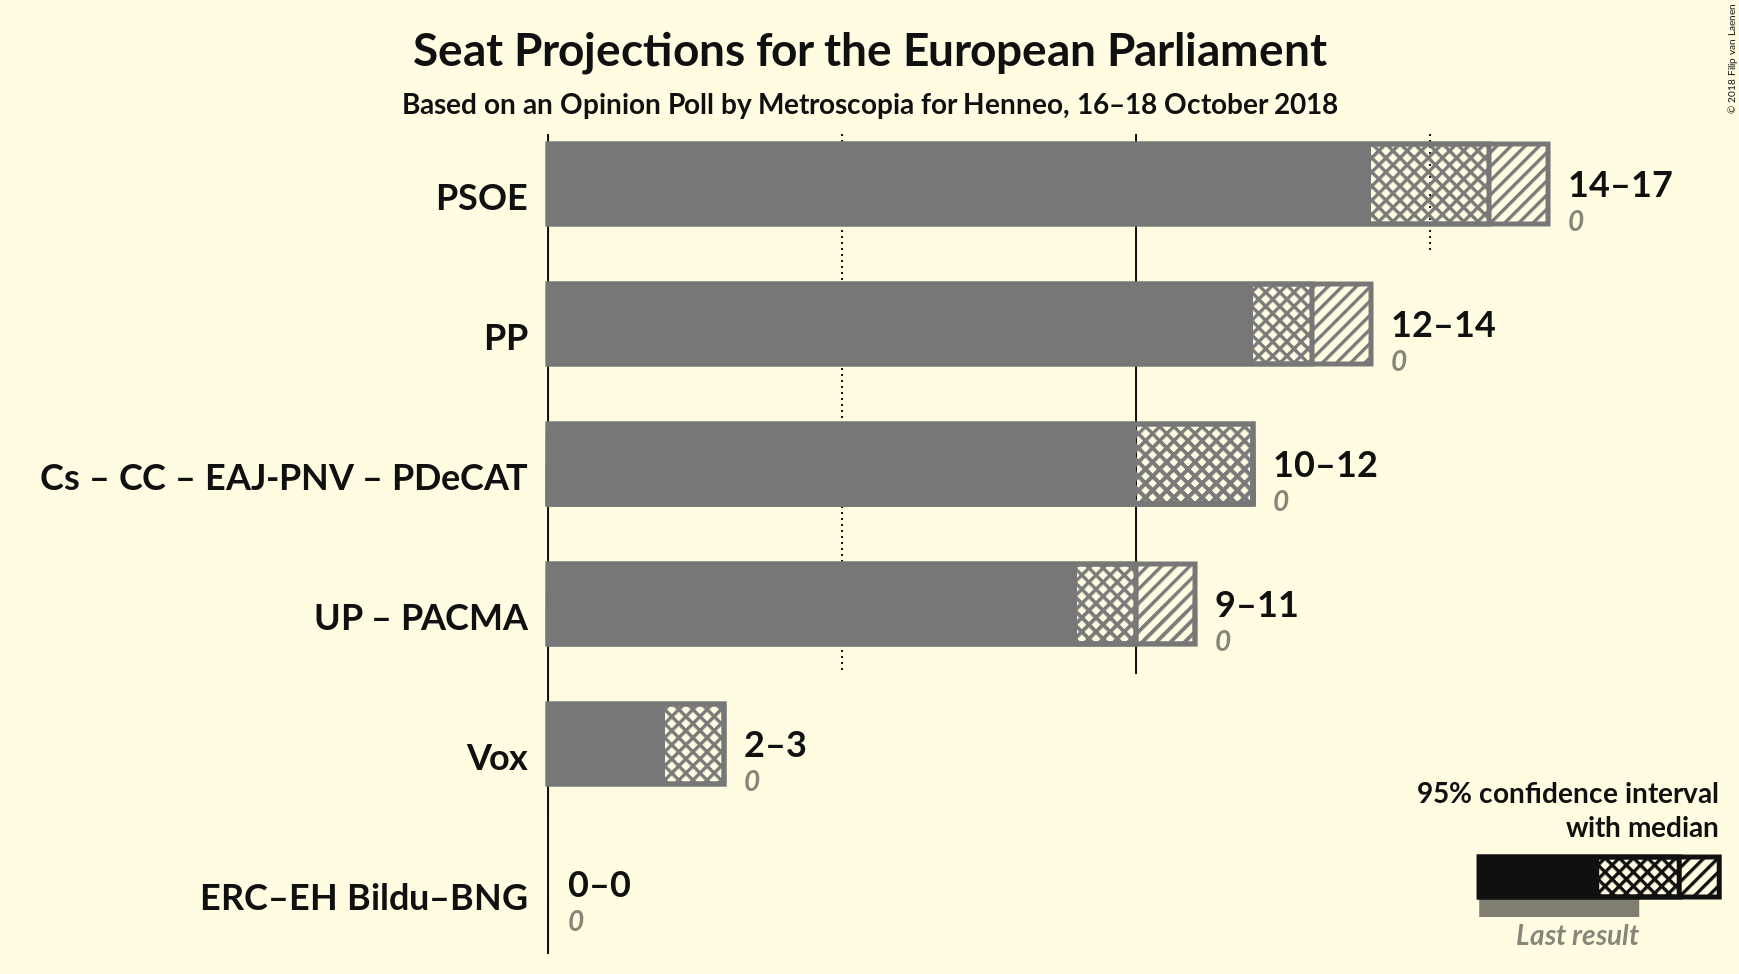 Seat Projections for the European Parliament
Based on an Opinion Poll by Metroscopia for Henneo, 16–18 October 2018
© 2018 Filip van Laenen
PSOE
14–17
0
PP
12–14
0
Cs – CC – EAJ-PNV – PDeCAT
10–12
0
UP – PACMA
9–11
0
Vox
2–3
0
ERC–EH Bildu–BNG
0–0
0
95% confidence interval
with median
Last result